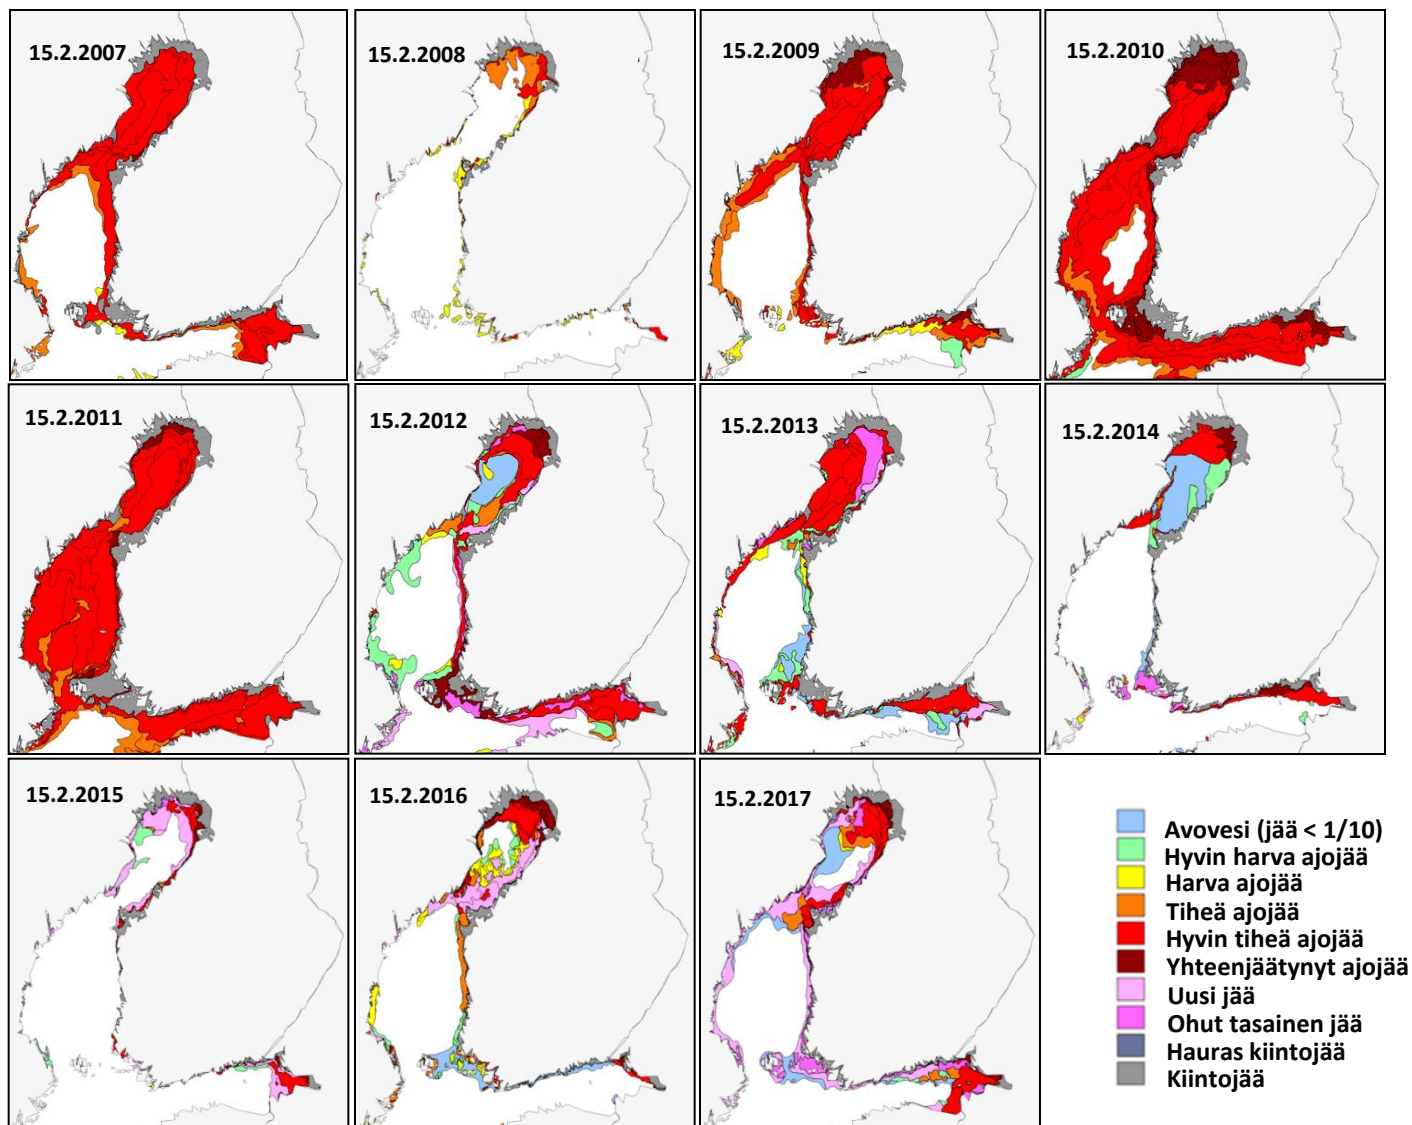 15.2.2007
15.2.2008
15.2.2009
15.2.2010
15.2.2011
15.2.2012
15.2.2013
15.2.2014
15.2.2015
15.2.2016
15.2.2017
Avovesi (jää < 1/10)
Hyvin harva ajojää
Harva ajojää
Tiheä ajojää
Hyvin tiheä ajojää
Yhteenjäätynyt ajojää
Uusi jää
Ohut tasainen jää
Hauras kiintojää
Kiintojää